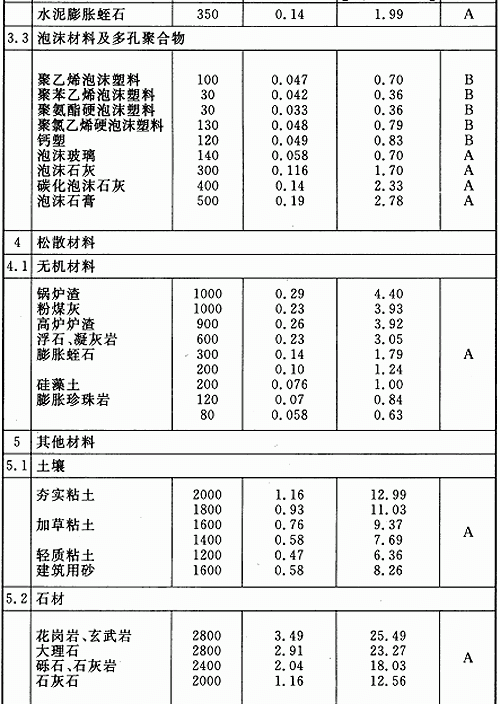 水泥膨胀蛭石 350 0.14 1.99 A
3.3 泡沫材料及多孔聚合物
聚乙烯泡沫塑料 100 0.047 0.70 B
聚苯乙烯泡沫塑料 30 0.042 0.36 B
聚氨酯硬泡沫塑料 30 0.033 0.36 B
聚氯乙烯硬泡沫塑料 130 0.048 0.79 B
钙塑 120 0.049 0.83 B
泡沫玻璃 140 0.058 0.70 A
泡沫石灰 300 0.116 1.70 A
碳化泡沫石灰 400 0.14 2.33 A
泡沫石膏 500 0.19 2.78 A
4 松散材料
4.1 无机材料
锅炉渣 1000 0.29 4.40
粉煤灰 1000 0.23 3.93
高炉炉渣 900 0.26 3.92
浮石、凝灰岩 600 0.23 3.05
膨胀蛭石 300 0.14 1.79 A
200 0.10 1.24
硅藻土 200 0.076 1.00
膨胀珍珠岩 120 0.07 0.84
80 0.058 0.63
5 其他材料
5.1 土壤
夯实粘土 2000 1.16 12.99
1800 0.93 11.03
加草粘土 1600 0.76 9.37
1400 0.58 7.69 A
轻质粘土 1200 0.47 6.36
建筑用砂 1600 0.58 8.26
5.2 石材
花岗岩、玄武岩 2800 3.49 25.49
大理石 2800 2.91 23.27
砾石、石灰岩 2400 2.04 18.03 A
石灰石 2000 1.16 12.56